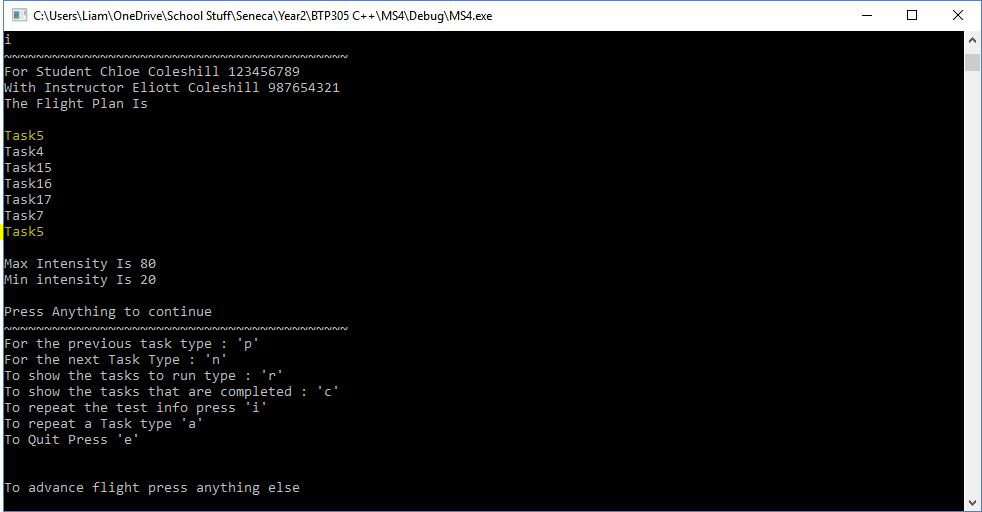 C:\Users\Liam\OneDrive\School Stuff\Seneca\Year2\BTP305 C++\MS4\Debug\MS4.exe
i
~~~~~~~~~~~~~~~~~~~~~~~~~~~~~~~~~~~~~~~~~~~
For Student Chloe Coleshill 123456789
With Instructor Eliott Coleshill 987654321
The Flight Plan Is
Task5
Task4
Task15
Task16
Task17
Task7
Task5
Max Intensity Is 80
Min intensity Is 20
Press Anything to continue
~~~~~~~~~~~~~~~~~~~~~~~~~~~~~~~~~~~~~~~~~~~
For the previous task type : 'p'
For the next Task Type : 'n'
To show the tasks to run type : 'r'
To show the tasks that are completed : 'c'
To repeat the test info press 'i'
To repeat a Task type 'a'
To Quit Press 'e'
To advance flight press anything else